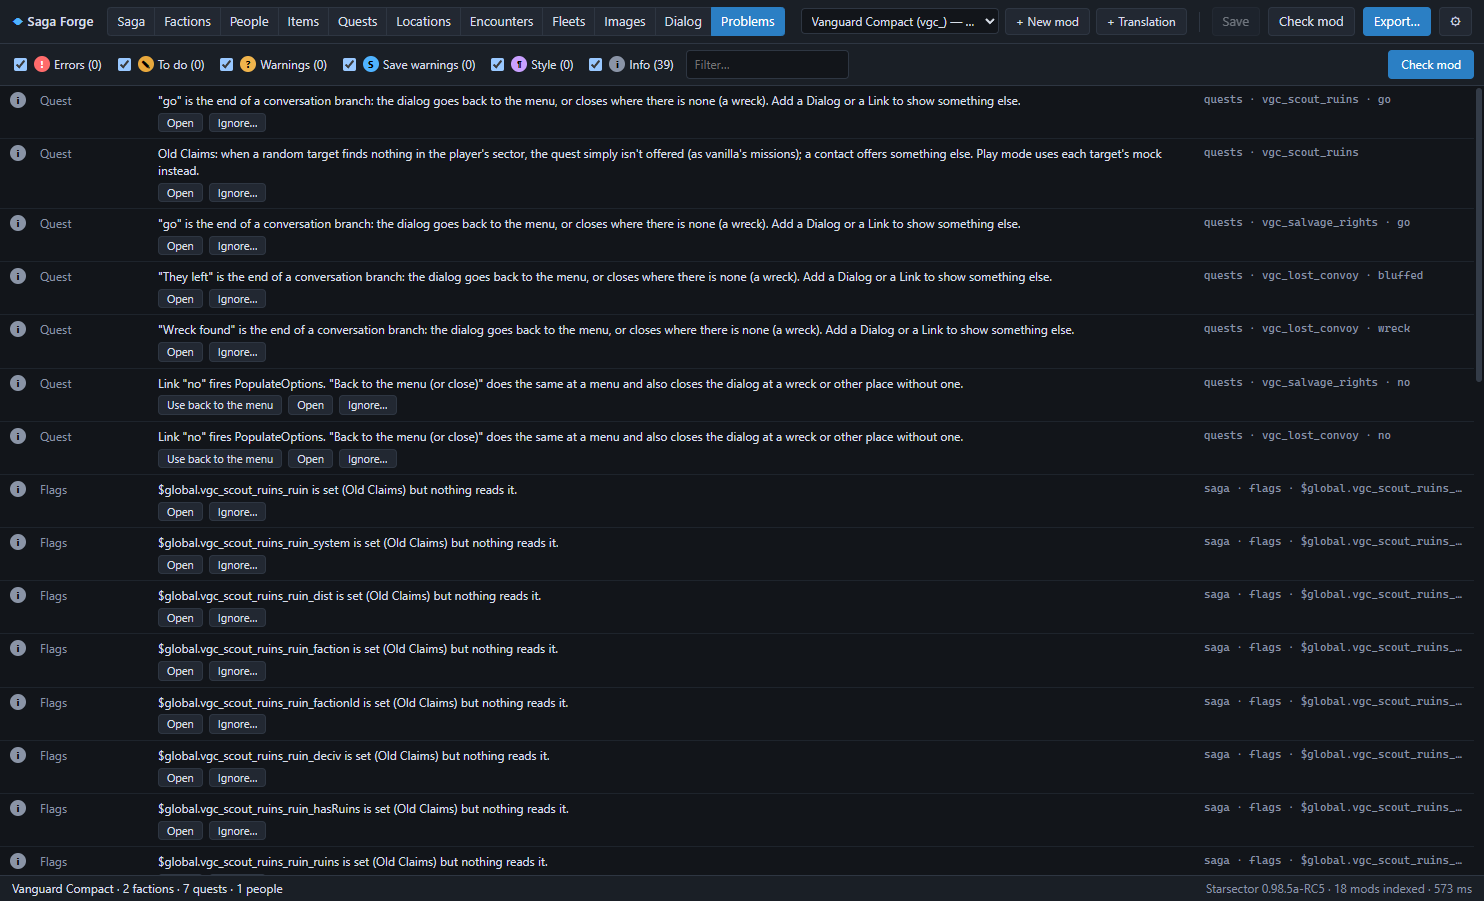 Saga Forge
Saga
Factions
People
Items
Quests
Locations
Encounters
Fleets
Images
Dialog
Problems
Vanguard Compact (vgc_) — ...
+ New mod
+ Translation
Save
Check mod
Export...
Errors (0)
To do (0)
Warnings (0)
Save warnings (0)
Style (0)
Info (39)
Filter...
Check mod
Quest
"go" is the end of a conversation branch: the dialog goes back to the menu, or closes where there is none (a wreck). Add a Dialog or a Link to show something else.
quests · vgc_scout_ruins · go
Open
Ignore...
Quest
Old Claims: when a random target finds nothing in the player's sector, the quest simply isn't offered (as vanilla's missions); a contact offers something else. Play mode uses each target's mock
instead.
quests · vgc_scout_ruins
Open
Ignore...
Quest
"go" is the end of a conversation branch: the dialog goes back to the menu, or closes where there is none (a wreck). Add a Dialog or a Link to show something else.
quests · vgc_salvage_rights · go
Open
Ignore...
Quest
"They left" is the end of a conversation branch: the dialog goes back to the menu, or closes where there is none (a wreck). Add a Dialog or a Link to show something else.
quests · vgc_lost_convoy · bluffed
Open
Ignore...
Quest
"Wreck found" is the end of a conversation branch: the dialog goes back to the menu, or closes where there is none (a wreck). Add a Dialog or a Link to show something else.
quests · vgc_lost_convoy · wreck
Open
Ignore...
Quest
Link "no" fires PopulateOptions. "Back to the menu (or close)" does the same at a menu and also closes the dialog at a wreck or other place without one.
quests · vgc_salvage_rights · no
Use back to the menu
Open
Ignore...
Quest
Link "no" fires PopulateOptions. "Back to the menu (or close)" does the same at a menu and also closes the dialog at a wreck or other place without one.
quests · vgc_lost_convoy · no
Use back to the menu
Open
Ignore...
Flags
$global.vgc_scout_ruins_ruin is set (Old Claims) but nothing reads it.
saga · flags · $global.vgc_scout_ruins_...
Open
Ignore...
Flags
$global.vgc_scout_ruins_ruin_system is set (Old Claims) but nothing reads it.
saga · flags · $global.vgc_scout_ruins_...
Open
Ignore...
Flags
$global.vgc_scout_ruins_ruin_dist is set (Old Claims) but nothing reads it.
saga · flags · $global.vgc_scout_ruins_...
Open
Ignore...
Flags
$global.vgc_scout_ruins_ruin_faction is set (Old Claims) but nothing reads it.
saga · flags · $global.vgc_scout_ruins_...
Open
Ignore...
Flags
$global.vgc_scout_ruins_ruin_factionId is set (Old Claims) but nothing reads it.
saga · flags · $global.vgc_scout_ruins_...
Open
Ignore...
Flags
$global.vgc_scout_ruins_ruin_deciv is set (Old Claims) but nothing reads it.
saga · flags · $global.vgc_scout_ruins_...
Open
Ignore...
Flags
$global.vgc_scout_ruins_ruin_hasRuins is set (Old Claims) but nothing reads it.
saga · flags · $global.vgc_scout_ruins_...
Open
Ignore...
Flags
$global.vgc_scout_ruins_ruin_ruins is set (Old Claims) but nothing reads it.
saga · flags · $global.vgc_scout_ruins_...
Vanguard Compact · 2 factions · 7 quests · 1 people
Starsector 0.98.5a-RC5 · 18 mods indexed · 573 ms